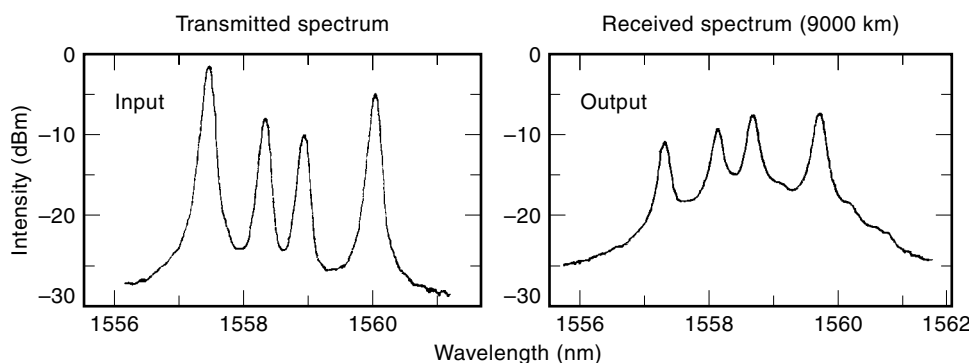 Transmitted spectrum
Received spectrum (9000 km)
Intensity (dBm)
0
–10
–20
–30
Input
1556
1558
1560
0
–10
–20
–30
Output
1556
1558
1560
1562
Wavelength (nm)